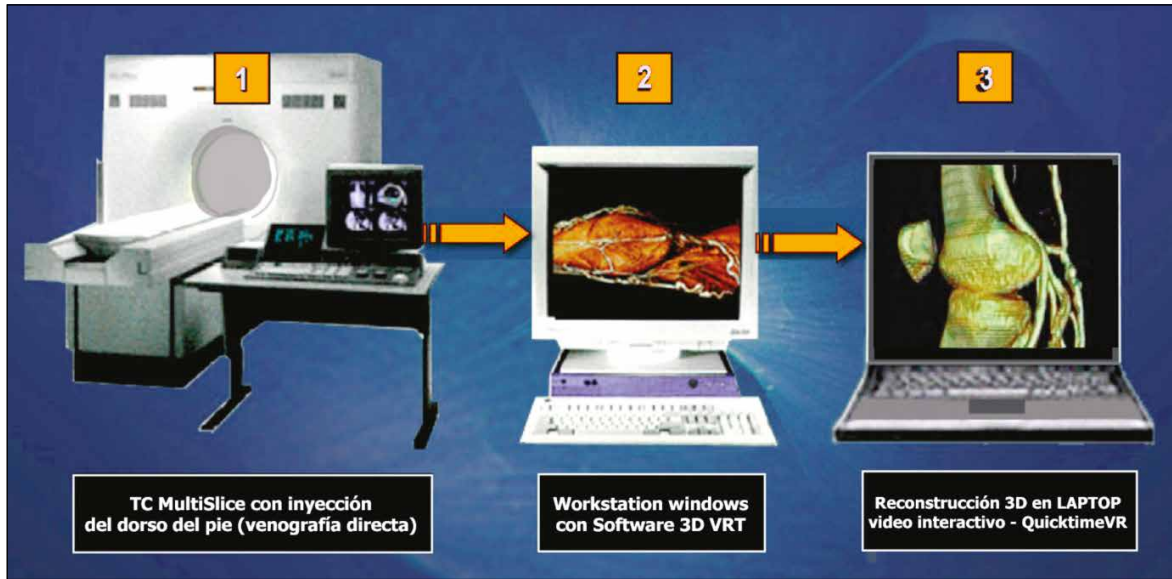 1
2
3
TC MultiSlice con inyección
del dorso del pie (venografía directa)
Workstation windows
con Software 3D VRT
Reconstrucción 3D en LAPTOP
video interactivo - QuicktimeVR